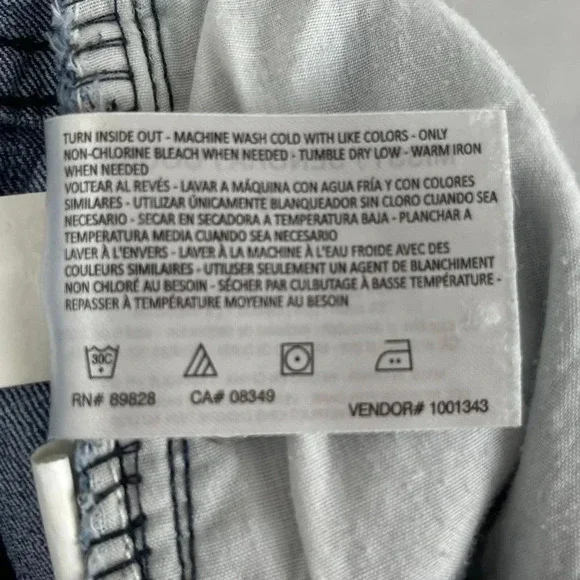 TURN INSIDE OUT - MACHINE WASH COLD WITH LIKE COLORS - ONLY
NON-CHLORINE BLEACH WHEN NEEDED - TUMBLE DRY LOW - WARM IRON
WHEN NEEDED
VOLTEAR AL REVÉS - LAVAR A MÁQUINA CON AGUA FRÍA Y CON COLORES
SIMILARES - UTILIZAR ÚNICAMENTE BLANQUEADOR SIN CLORO CUANDO SEA
NECESARIO - SECAR EN SECADORA A TEMPERATURA BAJA - PLANCHAR A
TEMPERATURA MEDIA CUANDO SEA NECESARIO
LAVER À L'ENVERS - LAVER À LA MACHINE À L'EAU FROIDE AVEC DES
COULEURS SIMILAIRES - UTILISER SEULEMENT UN AGENT DE BLANCHIMENT
NON CHLORÉ AU BESOIN - SÉCHER PAR CULBUTAGE À BASSE TEMPÉRATURE -
REPASSER À TEMPÉRATURE MOYENNE AU BESOIN
30C
RN# 89828 CA# 08349 VENDOR# 1001343